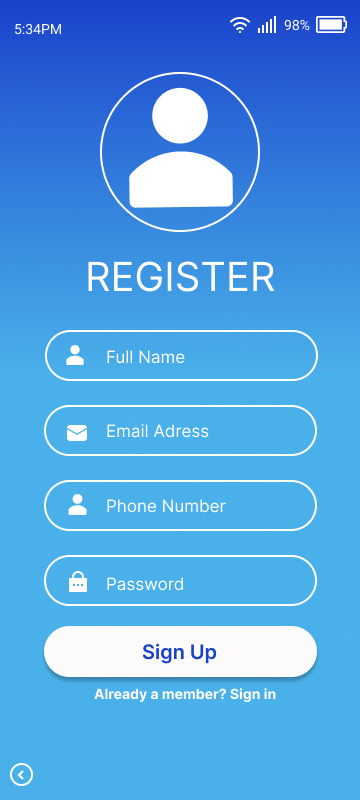 5:34PM
98%
REGISTER
Full Name
Email Adress
Phone Number
Password
Sign Up
Already a member? Sign in